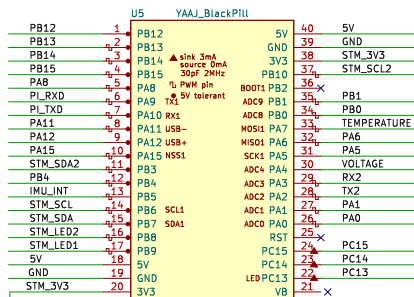 U5 YAAJ_BlackPill
PB12 1 PB12 5V 40 5V
PB13 2 PB13 GND 39 GND
PB14 3 PB14 sink 3mA 3V3 38 STM_3V3
source 0mA
PB15 4 PB15 30pF 2MHz PB10 37 STM_SCL2
PA8 5 PA8 PWM pin BOOT1 PB2 36
5V tolerant
PI_RXD 6 PA9 TX1 ADC9 PB1 35 PB1
PI_TXD 7 PA10 RX1 ADC8 PB0 34 PB0
PA11 8 PA11 USB- MOSI1 PA7 33 TEMPERATURE
PA12 9 PA12 USB+ MISO1 PA6 32 PA6
PA15 10 PA15 NSS1 SCK1 PA5 31 PA5
STM_SDA2 11 PB3 ADC4 PA4 30 VOLTAGE
PB4 12 PB4 ADC3 PA3 29 RX2
IMU_INT 13 PB5 ADC2 PA2 28 TX2
STM_SCL 14 PB6 SCL1 ADC1 PA1 27 PA1
STM_SDA 15 PB7 SDA1 ADC0 PA0 26 PA0
STM_LED2 16 PB8 RST 25
STM_LED1 17 PB9 PC15 24 PC15
5V 18 5V PC14 23 PC14
GND 19 GND LED PC13 22 PC13
STM_3V3 20 3V3 VB 21